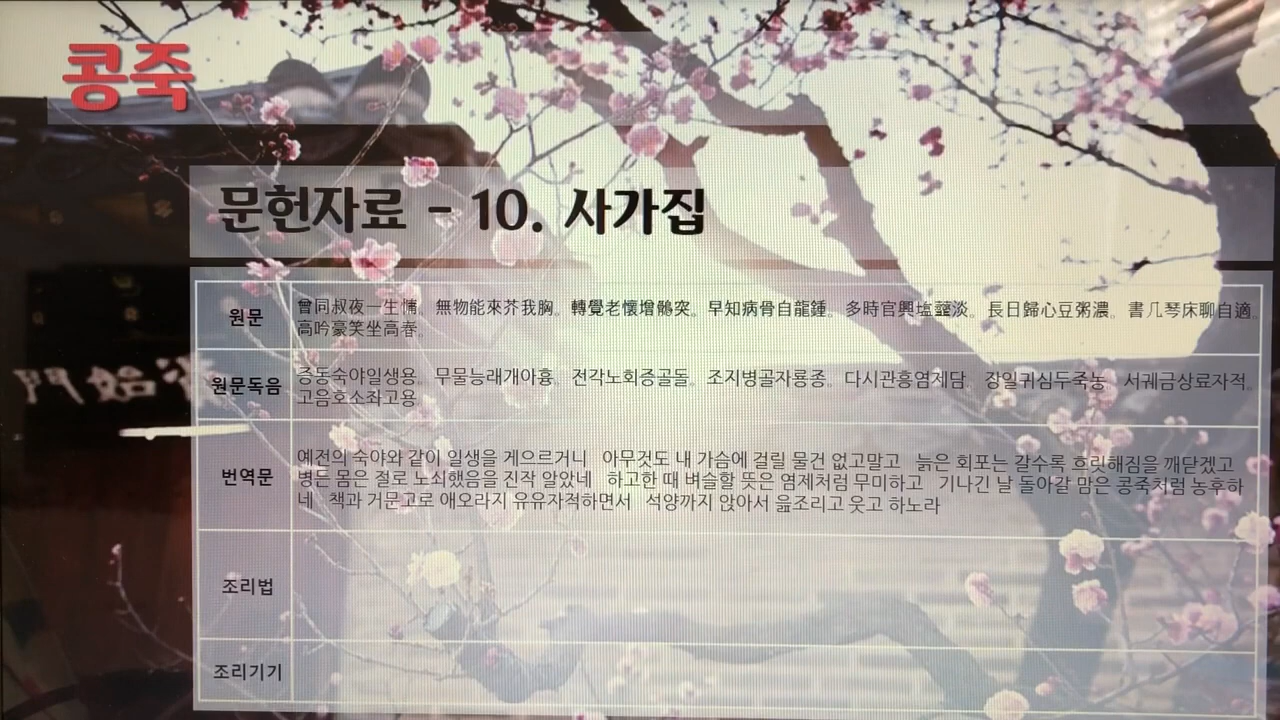 콩죽
문헌자료 - 10. 사가집
원문
曾同叔夜一生慵。無物能來芥我胸。轉覺老懷增鶻突。早知病骨自龍鍾。多時官興塩虀淡。長日歸心豆粥濃。書几琴床聊自適。
高吟豪笑坐高舂。
원문독음
증동숙야일생용。무물능래개아흉。전각노회증골돌。조지병골자룡종。다시관흥염제담。장일귀심두죽농。서궤금상료자적。
고음호소좌고용
번역문
예전의 숙야와 같이 일생을 게으르거니 아무것도 내 가슴에 걸릴 물건 없고말고 늙은 회포는 갈수록 흐릿해짐을 깨닫겠고
병든 몸은 절로 노쇠했음을 진작 알았네 하고한 때 벼슬할 뜻은 염제처럼 무미하고 기나긴 날 돌아갈 맘은 콩죽처럼 농후하
네 책과 거문고로 애오라지 유유자적하면서 석양까지 앉아서 읊조리고 웃고 하노라
조리법
조리기기